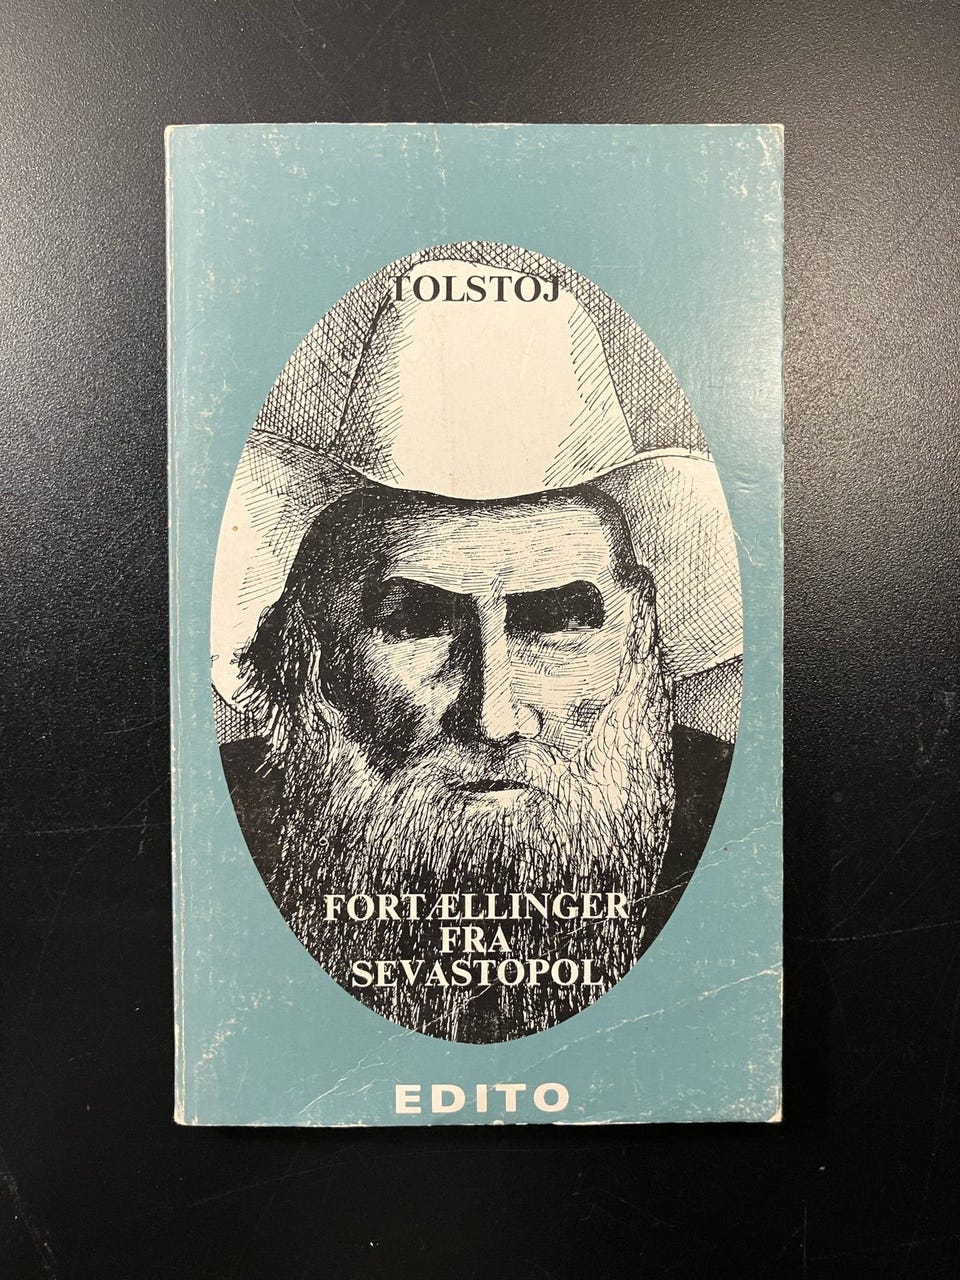 TOLSTOJ
FORTÆLLINGER
FRA
SEVASTOPOL
EDITO